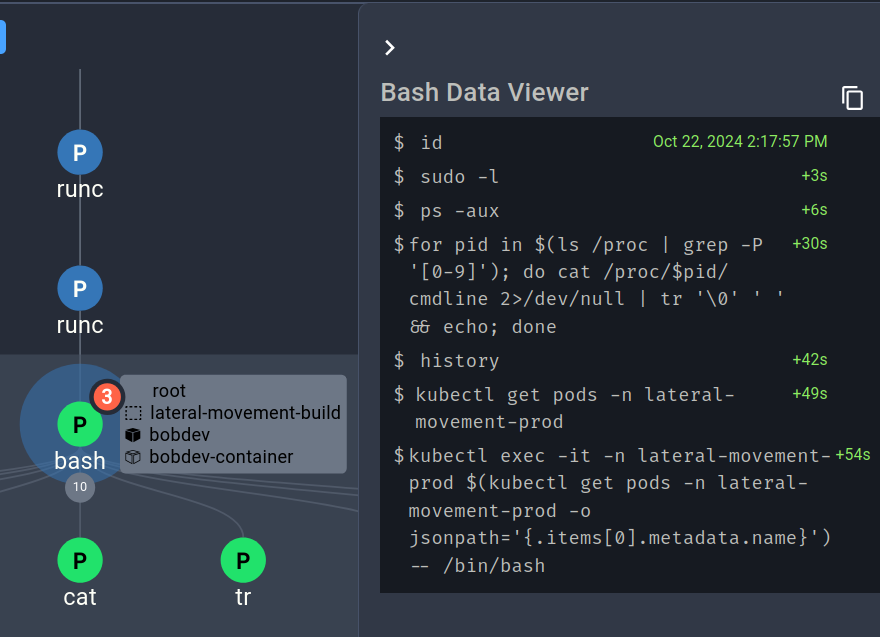 P
runc
P
runc
3
root
lateral-movement-build
bobdev
bobdev-container
P
bash
10
P
cat
P
tr
Bash Data Viewer
$ id Oct 22, 2024 2:17:57 PM
$ sudo -l +3s
$ ps -aux +6s
$ for pid in $(ls /proc | grep -P +30s
'[0-9]'); do cat /proc/$pid/
cmdline 2>/dev/null | tr '\0' ' '
&& echo; done
$ history +42s
$ kubectl get pods -n lateral- +49s
movement-prod
$ kubectl exec -it -n lateral-movement- +54s
prod $(kubectl get pods -n lateral-
movement-prod -o
jsonpath='{.items[0].metadata.name}')
-- /bin/bash